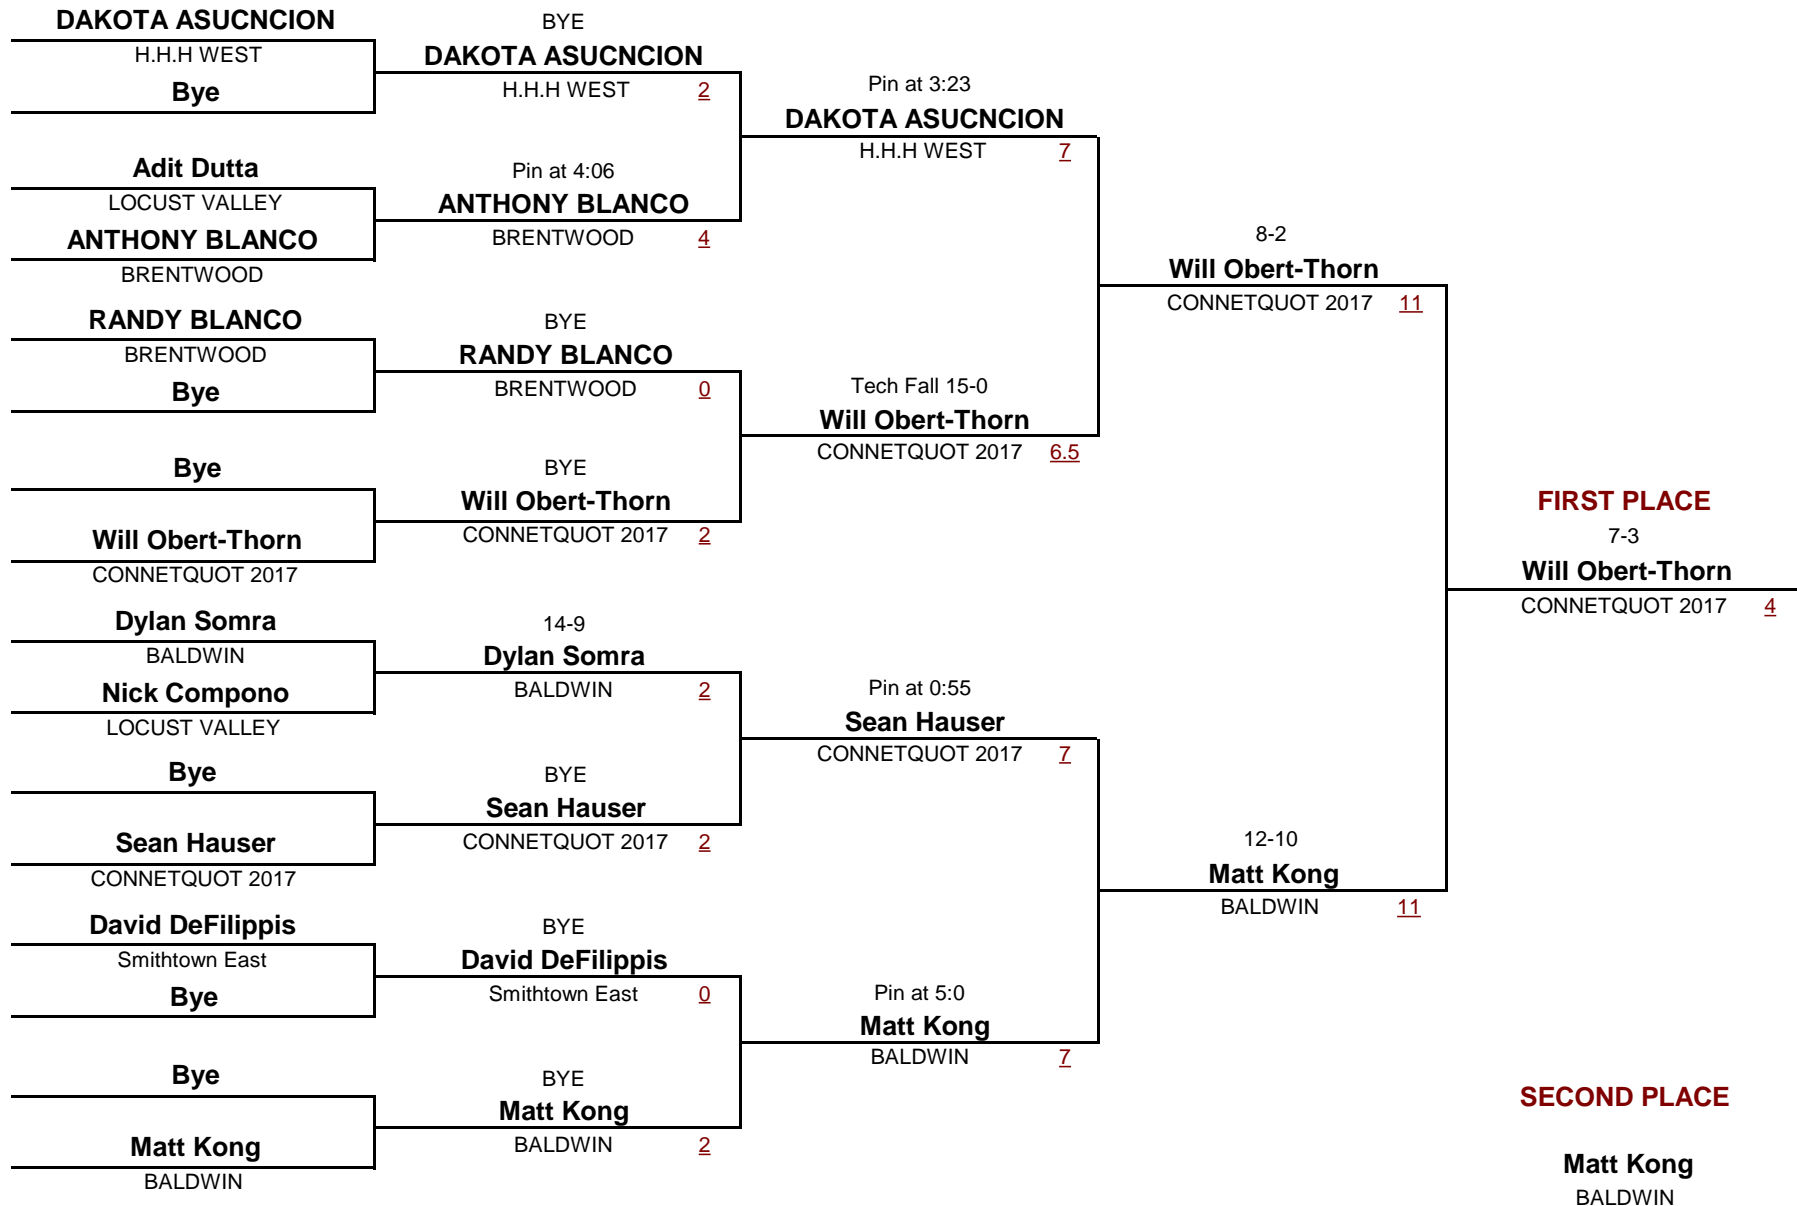 DAKOTA ASUCNCION
H.H.H WEST
Bye
Adit Dutta
LOCUST VALLEY
ANTHONY BLANCO
BRENTWOOD
RANDY BLANCO
BRENTWOOD
Bye
Bye
Will Obert-Thorn
CONNETQUOT 2017
Dylan Somra
BALDWIN
Nick Compono
LOCUST VALLEY
Bye
Sean Hauser
CONNETQUOT 2017
David DeFilippis
Smithtown East
Bye
Bye
Matt Kong
BALDWIN
BYE
DAKOTA ASUCNCION
H.H.H WEST 2
Pin at 4:06
ANTHONY BLANCO
BRENTWOOD 4
BYE
RANDY BLANCO
BRENTWOOD 0
BYE
Will Obert-Thorn
CONNETQUOT 2017 2
14-9
Dylan Somra
BALDWIN 2
BYE
Sean Hauser
CONNETQUOT 2017 2
BYE
David DeFilippis
Smithtown East 0
BYE
Matt Kong
BALDWIN 2
Pin at 3:23
DAKOTA ASUCNCION
H.H.H WEST 7
Tech Fall 15-0
Will Obert-Thorn
CONNETQUOT 2017 6.5
Pin at 0:55
Sean Hauser
CONNETQUOT 2017 7
Pin at 5:0
Matt Kong
BALDWIN 7
8-2
Will Obert-Thorn
CONNETQUOT 2017 11
12-10
Matt Kong
BALDWIN 11
FIRST PLACE
7-3
Will Obert-Thorn
CONNETQUOT 2017 4
SECOND PLACE
Matt Kong
BALDWIN